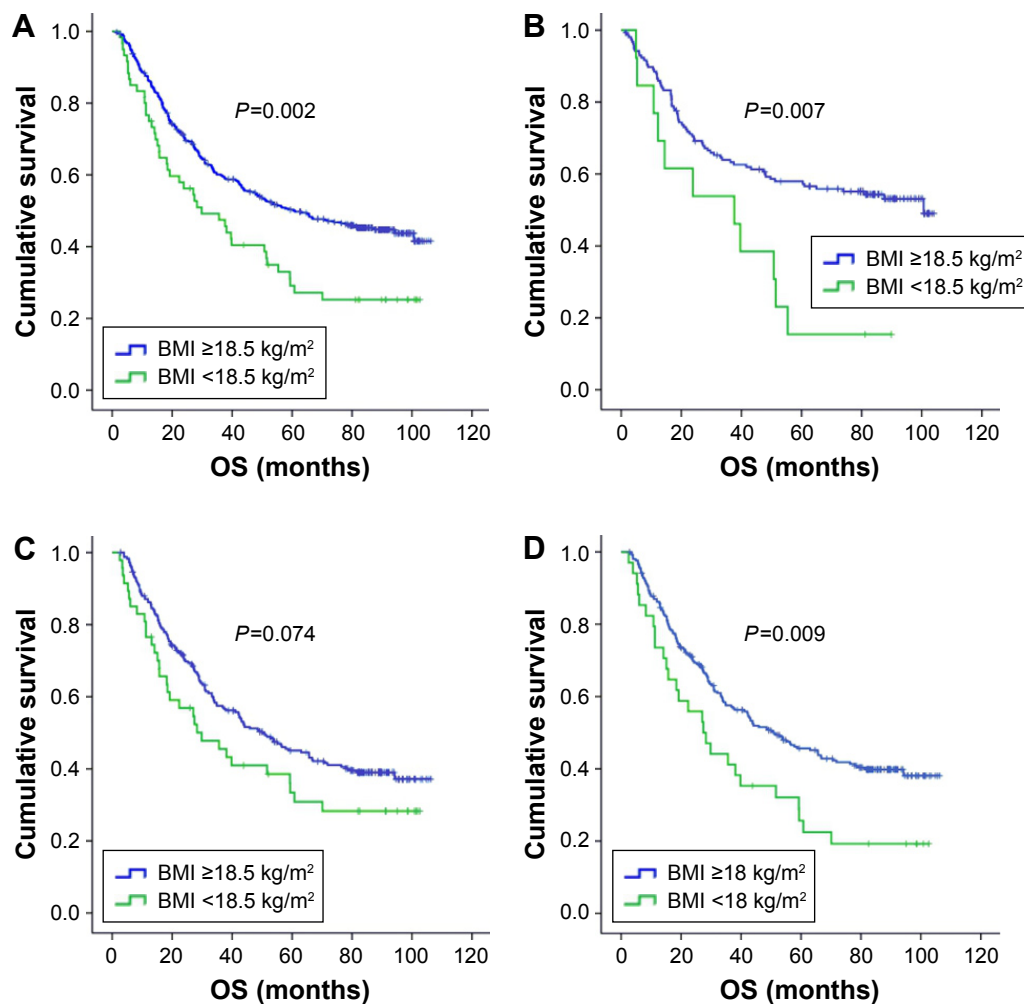 A
Cumulative survival
1.0
0.8
0.6
0.4
0.2
0.0
P=0.002
BMI ≥18.5 kg/m²
BMI <18.5 kg/m²
0 20 40 60 80 100 120
OS (months)
B
Cumulative survival
1.0
0.8
0.6
0.4
0.2
0.0
P=0.007
BMI ≥18.5 kg/m²
BMI <18.5 kg/m²
0 20 40 60 80 100 120
OS (months)
C
Cumulative survival
1.0
0.8
0.6
0.4
0.2
0.0
P=0.074
BMI ≥18.5 kg/m²
BMI <18.5 kg/m²
0 20 40 60 80 100 120
OS (months)
D
Cumulative survival
1.0
0.8
0.6
0.4
0.2
0.0
P=0.009
BMI ≥18 kg/m²
BMI <18 kg/m²
0 20 40 60 80 100 120
OS (months)